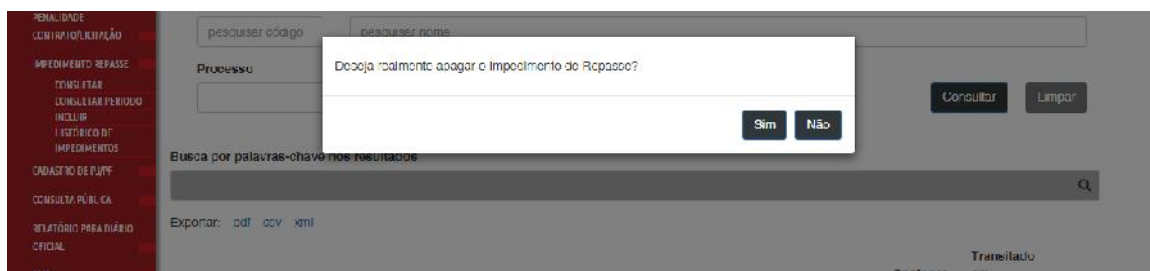 PENALIDADE
CONTRATO/LICITAÇÃO
IMPEDIMENTO REPASSE
CONSULTAR
CONSULTAR PERIODO
INCLUIR
HISTÓRICO DE
IMPEDIMENTOS
CADASTRO DE PJ/PF
CONSULTA PÚBLICA
RELATÓRIO PARA DIÁRIO
OFICIAL
pesquisar código
pesquisar nome
Processo
Deseja realmente apagar o Impedimento de Repasse?
Sim Não
Consultar Limpar
Busca por palavras-chave nos resultados
Exportar: pdf csv xml
Transitado